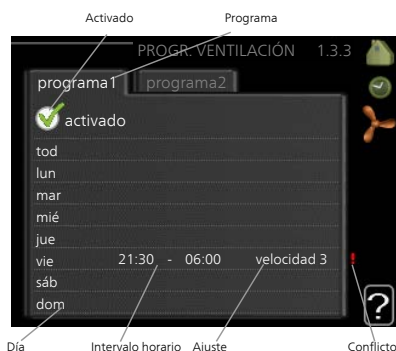 Activado Programa
PROGR. VENTILACIÓN 1.3.3
programa1 programa2
activado
tod
lun
mar
mié
jue
vie 21:30 - 06:00 velocidad 3 !
sáb
dom
?
Día Intervalo horario Ajuste Conflicto